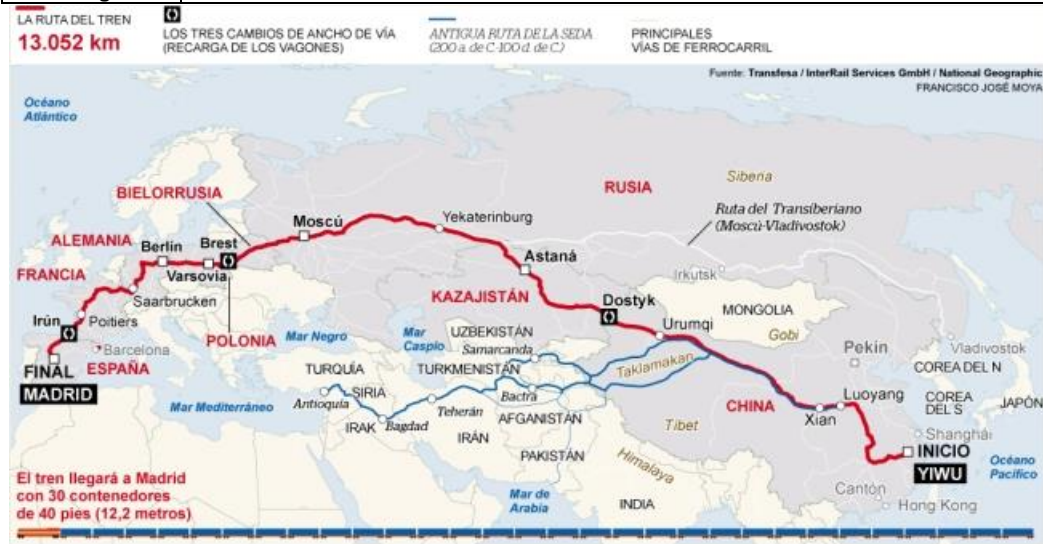 LA RUTA DEL TREN
13.052 km
LOS TRES CAMBIOS DE ANCHO DE VÍA
(RECARGA DE LOS VAGONES)
ANTIGUA RUTA DE LA SEDA
(200 a. de C-100 d. de C.)
PRINCIPALES
VÍAS DE FERROCARRIL
Fuente: Transfesa / InterRail Services GmbH / National Geographic
FRANCISCO JOSÉ MOYA
Océano
Atlántico
BIELORRUSIA
RUSIA
Siberia
Moscú
Yekaterinburg
Ruta del Transiberiano
(Moscú-Vladivostok)
ALEMANIA
Berlín
Brest
Varsovia
Astaná
Irkutsk
FRANCIA
Saarbrucken
KAZAJISTÁN
Dostyk
MONGOLIA
Irún
Poitiers
POLONIA
Mar Negro
Mar
Caspio
UZBEKISTÁN
Samarcanda
Urumqi
Gobi
Pekín
Vladivostok
Barcelona
ESPAÑA
FINAL
MADRID
TURQUÍA
TURKMENISTÁN
Taklamakan
COREA DEL N
Mar Mediterráneo
Antioquía
SIRIA
Bactra
Teherán
Bagdad
IRAK
IRÁN
AFGANISTÁN
PAKISTÁN
CHINA
Tibet
Xian
Luoyang
COREA
DEL S
JAPÓN
Shanghái
INICIO
YIWU
Océano
Pacífico
Himalaya
INDIA
Cantón
Hong Kong
Mar de
Arabia
El tren llegará a Madrid
con 30 contenedores
de 40 pies (12,2 metros)